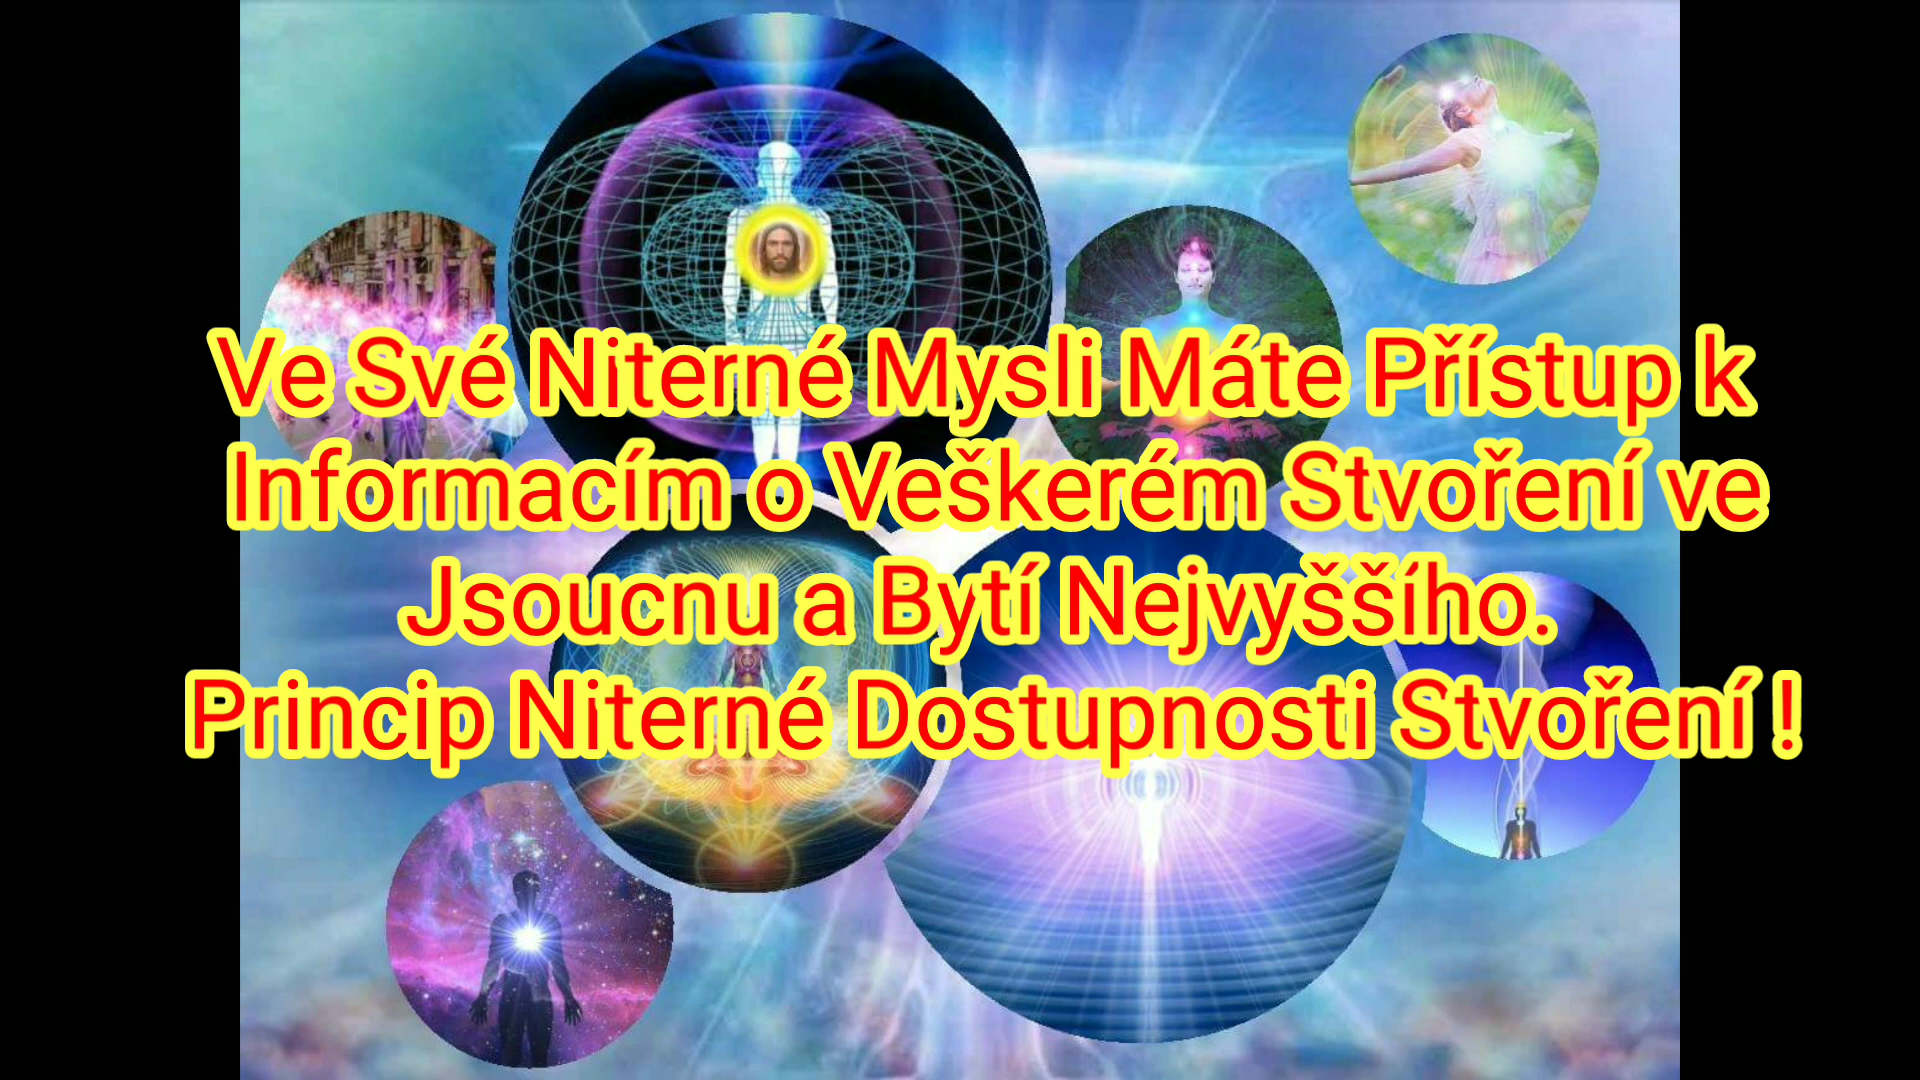 Ve Své Niterné Mysli Máte Přístup k
Informacím o Veškerém Stvoření ve
Jsoucnu a Bytí Nejvyššího.
Princip Niterné Dostupnosti Stvoření !